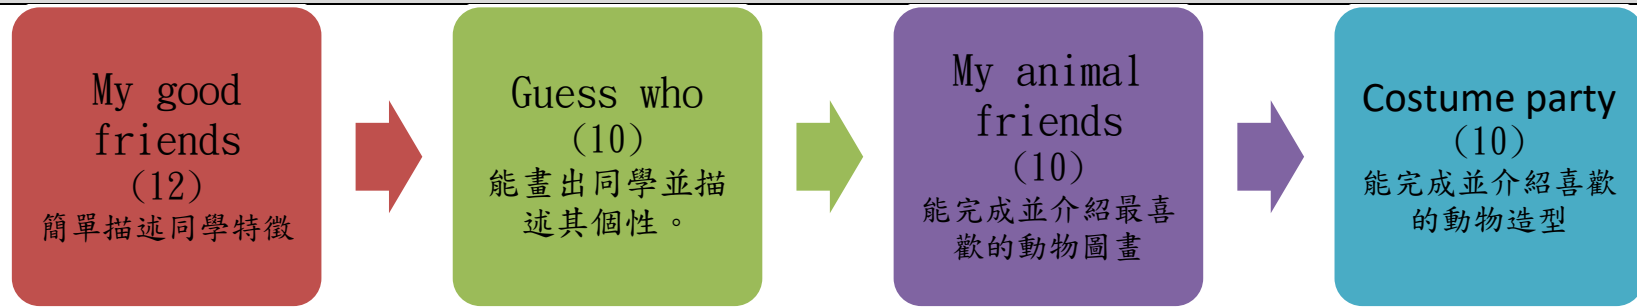 My good
friends
(12)
簡單描述同學特徵
Guess who
(10)
能畫出同學並描
述其個性。
My animal
friends
(10)
能完成並介紹最喜
歡的動物圖畫
Costume party
(10)
能完成並介紹喜歡
的動物造型